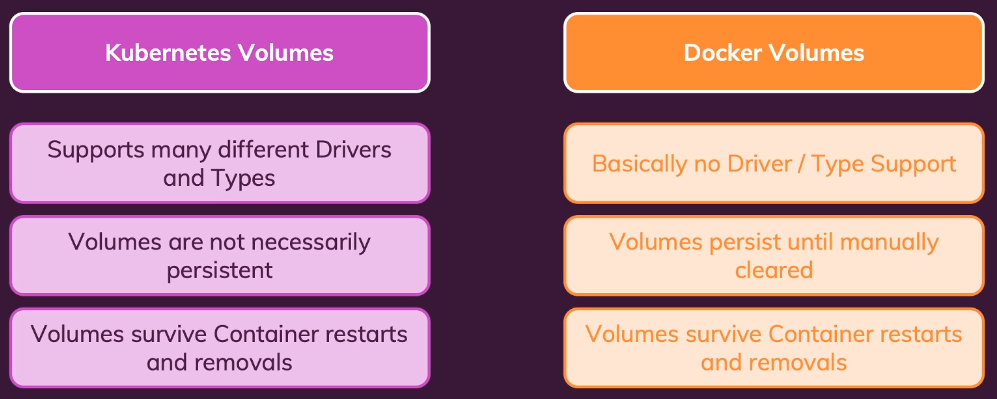 Kubernetes Volumes
Docker Volumes
Supports many different Drivers
and Types
Basically no Driver / Type Support
Volumes are not necessarily
persistent
Volumes persist until manually
cleared
Volumes survive Container restarts
and removals
Volumes survive Container restarts
and removals